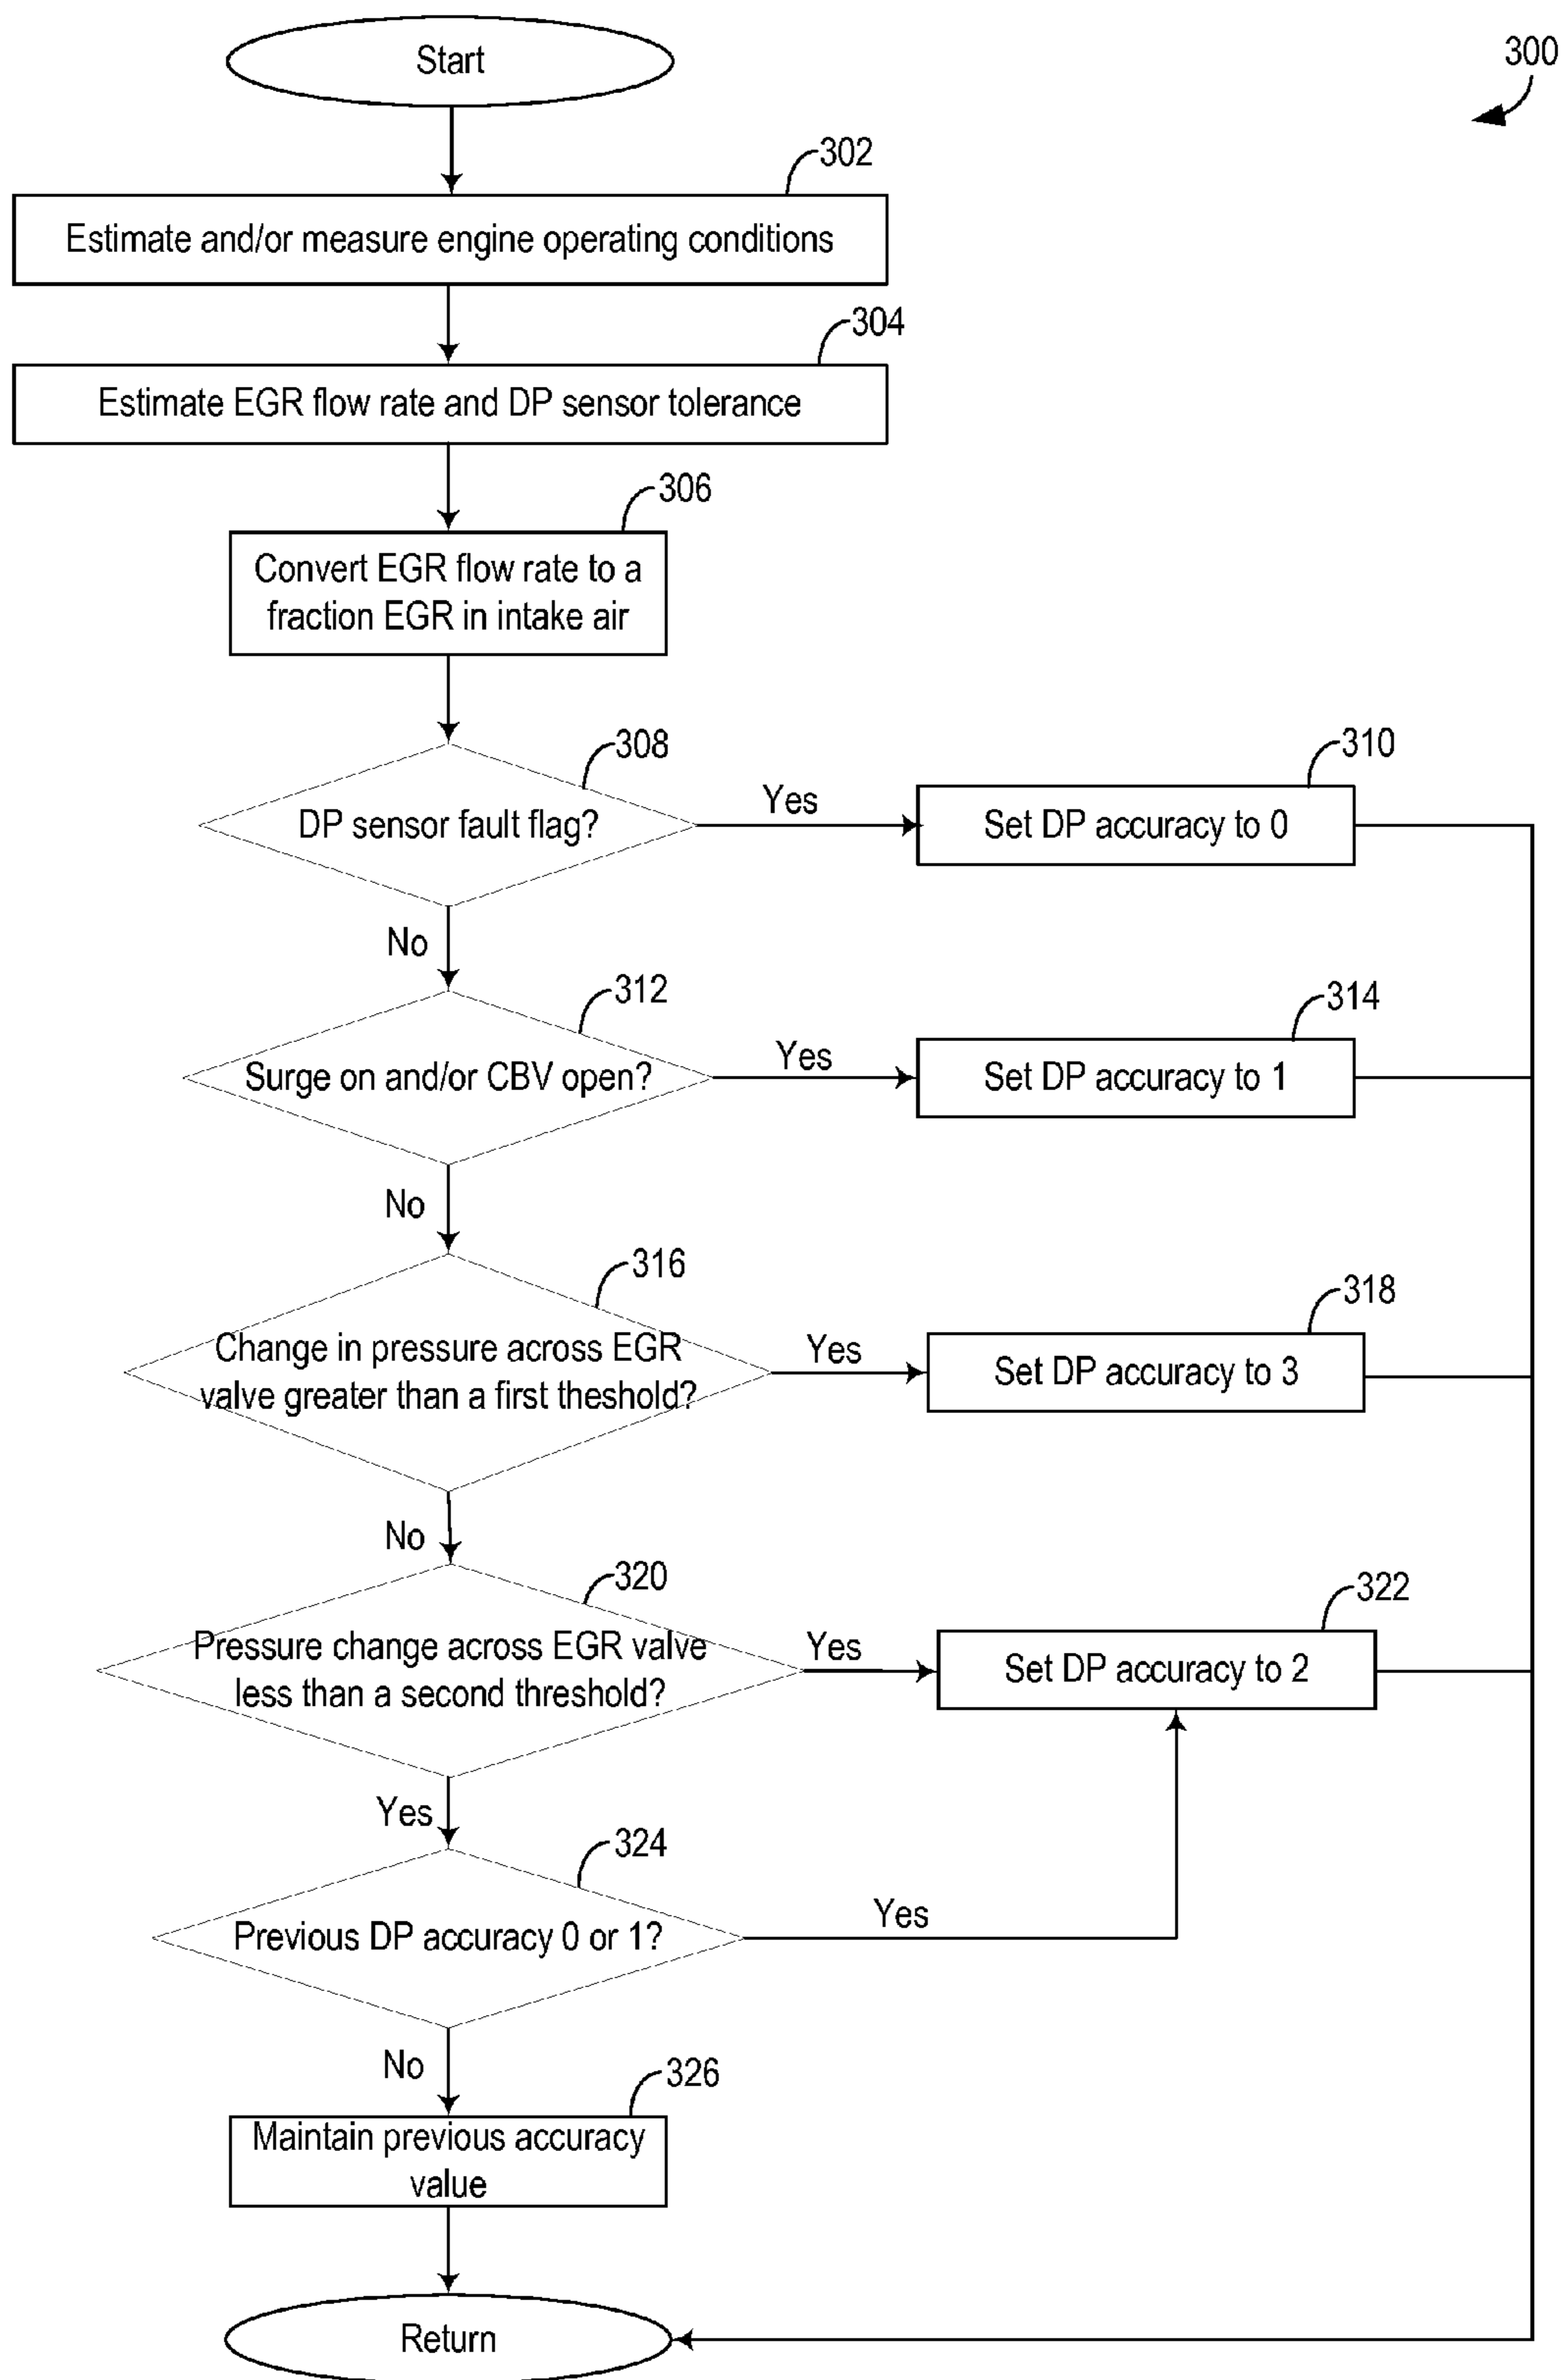 Start
300
302
Estimate and/or measure engine operating conditions
304
Estimate EGR flow rate and DP sensor tolerance
306
Convert EGR flow rate to a
fraction EGR in intake air
308
DP sensor fault flag?
Yes
310
Set DP accuracy to 0
No
312
Surge on and/or CBV open?
Yes
314
Set DP accuracy to 1
No
316
Change in pressure across EGR
valve greater than a first theshold?
Yes
318
Set DP accuracy to 3
No
320
Pressure change across EGR valve
less than a second threshold?
Yes
322
Set DP accuracy to 2
Yes
324
Previous DP accuracy 0 or 1?
Yes
No
326
Maintain previous accuracy
value
Return